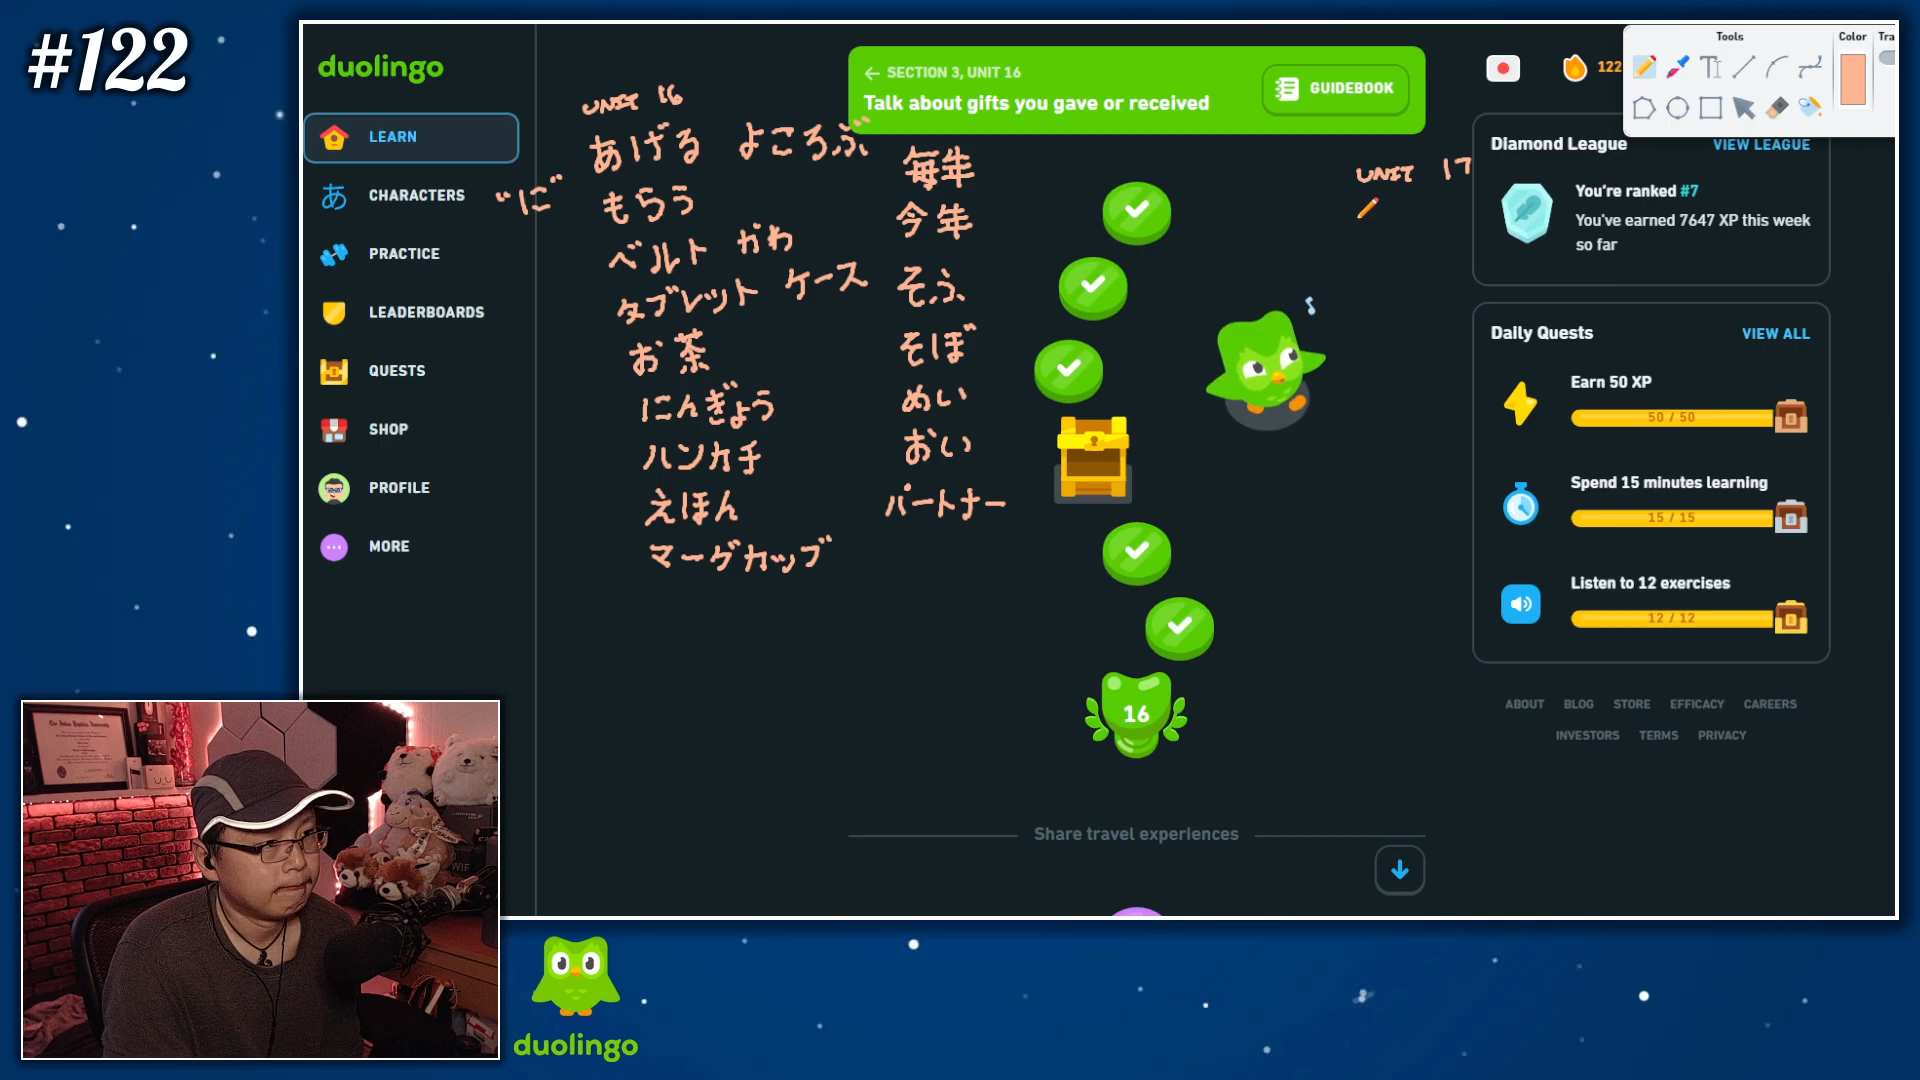 #122
duolingo
LEARN
CHARACTERS
PRACTICE
LEADERBOARDS
QUESTS
SHOP
PROFILE
MORE
SECTION 3, UNIT 16
Talk about gifts you gave or received
GUIDEBOOK
122
Tools
Color
Tra
UNIT 16
あげる よころぶ
"に" もらう
ベルト がわ
タブレット ケース
お茶
にんぎょう
ハンカチ
えほん
マーグカップ
毎年
今年
そふ
そぼ
めい
おい
パートナー
UNIT 17
16
Share travel experiences
Diamond League
VIEW LEAGUE
You're ranked #7
You've earned 7647 XP this week
so far
Daily Quests
VIEW ALL
Earn 50 XP
50 / 50
Spend 15 minutes learning
15 / 15
Listen to 12 exercises
12 / 12
ABOUT BLOG STORE EFFICACY CAREERS
INVESTORS TERMS PRIVACY
duolingo